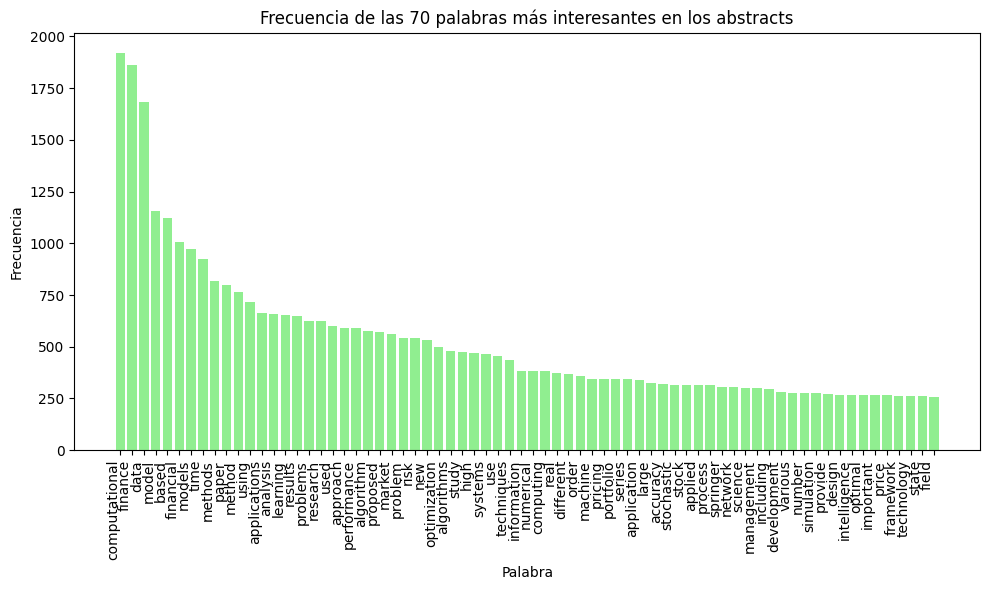 Frecuencia de las 70 palabras más interesantes en los abstracts
2000
1750
1500
1250
1000
750
500
250
0
Frecuencia
computational
finance
data
model
based
financial
models
time
methods
paper
method
using
applications
analysis
learning
results
problems
research
used
approach
performance
algorithm
proposed
market
problem
risk
new
optimization
algorithms
study
high
systems
use
techniques
information
numerical
computing
real
different
order
machine
pricing
portfolio
series
application
large
accuracy
stochastic
stock
applied
process
springer
network
science
management
including
development
various
number
simulation
provide
design
intelligence
optimal
important
price
framework
technology
state
field
Palabra